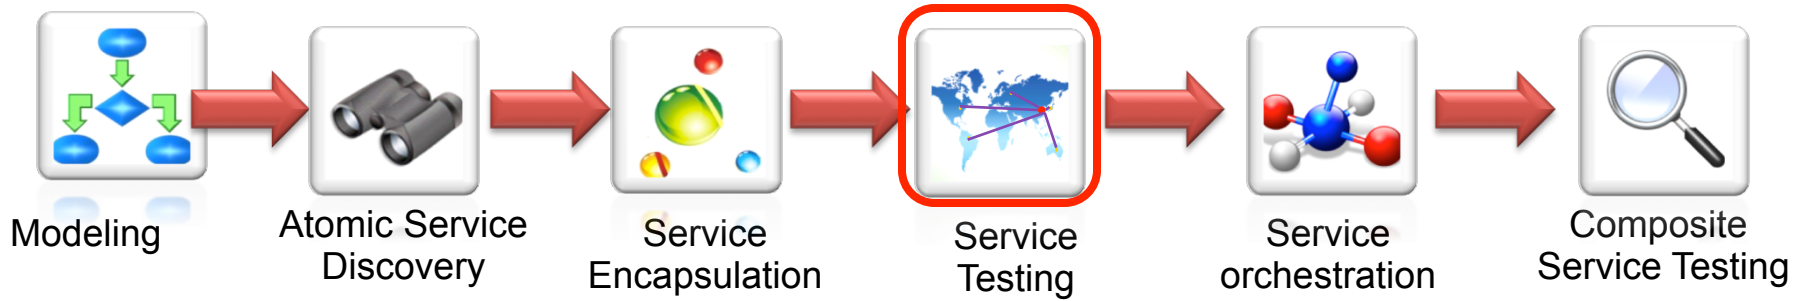 Modeling
Atomic Service
Discovery
Service
Encapsulation
Service
Testing
Service
orchestration
Composite
Service Testing